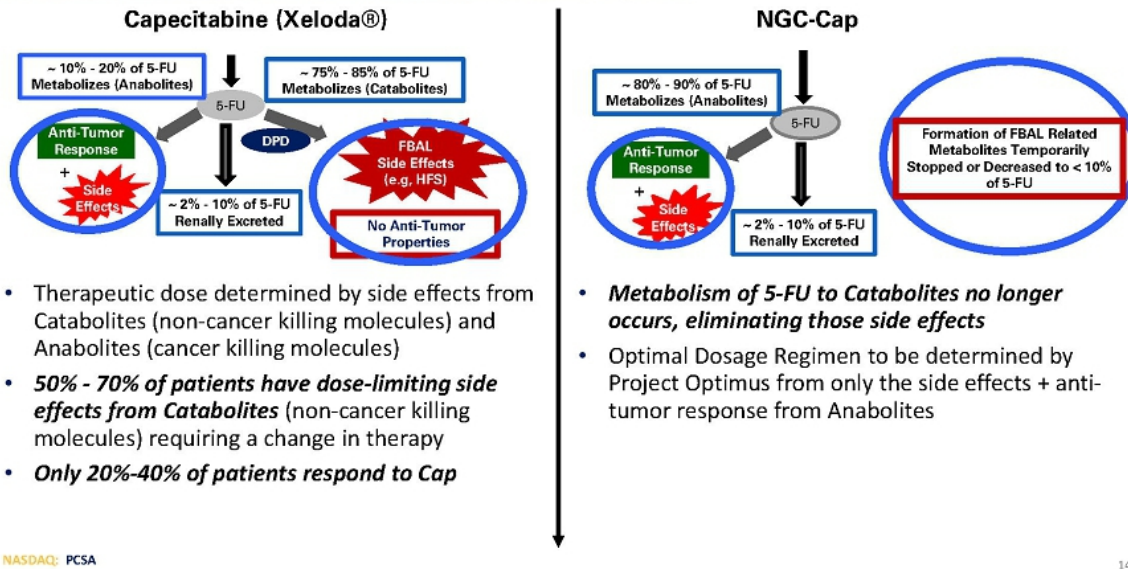 Capecitabine (Xeloda®)
~ 10% - 20% of 5-FU
Metabolizes (Anabolites)
~ 75% - 85% of 5-FU
Metabolizes (Catabolites)
5-FU
DPD
Anti-Tumor
Response
+
Side
Effects
FBAL
Side Effects
(e.g, HFS)
~ 2% - 10% of 5-FU
Renally Excreted
No Anti-Tumor
Properties
• Therapeutic dose determined by side effects from
Catabolites (non-cancer killing molecules) and
Anabolites (cancer killing molecules)
• 50% - 70% of patients have dose-limiting side
effects from Catabolites (non-cancer killing
molecules) requiring a change in therapy
• Only 20%-40% of patients respond to Cap
NGC-Cap
~ 80% - 90% of 5-FU
Metabolizes (Anabolites)
5-FU
Anti-Tumor
Response
+
Side
Effects
~ 2% - 10% of 5-FU
Renally Excreted
Formation of FBAL Related
Metabolites Temporarily
Stopped or Decreased to < 10%
of 5-FU
• Metabolism of 5-FU to Catabolites no longer
occurs, eliminating those side effects
• Optimal Dosage Regimen to be determined by
Project Optimus from only the side effects + anti-
tumor response from Anabolites
NASDAQ: PCSA
14